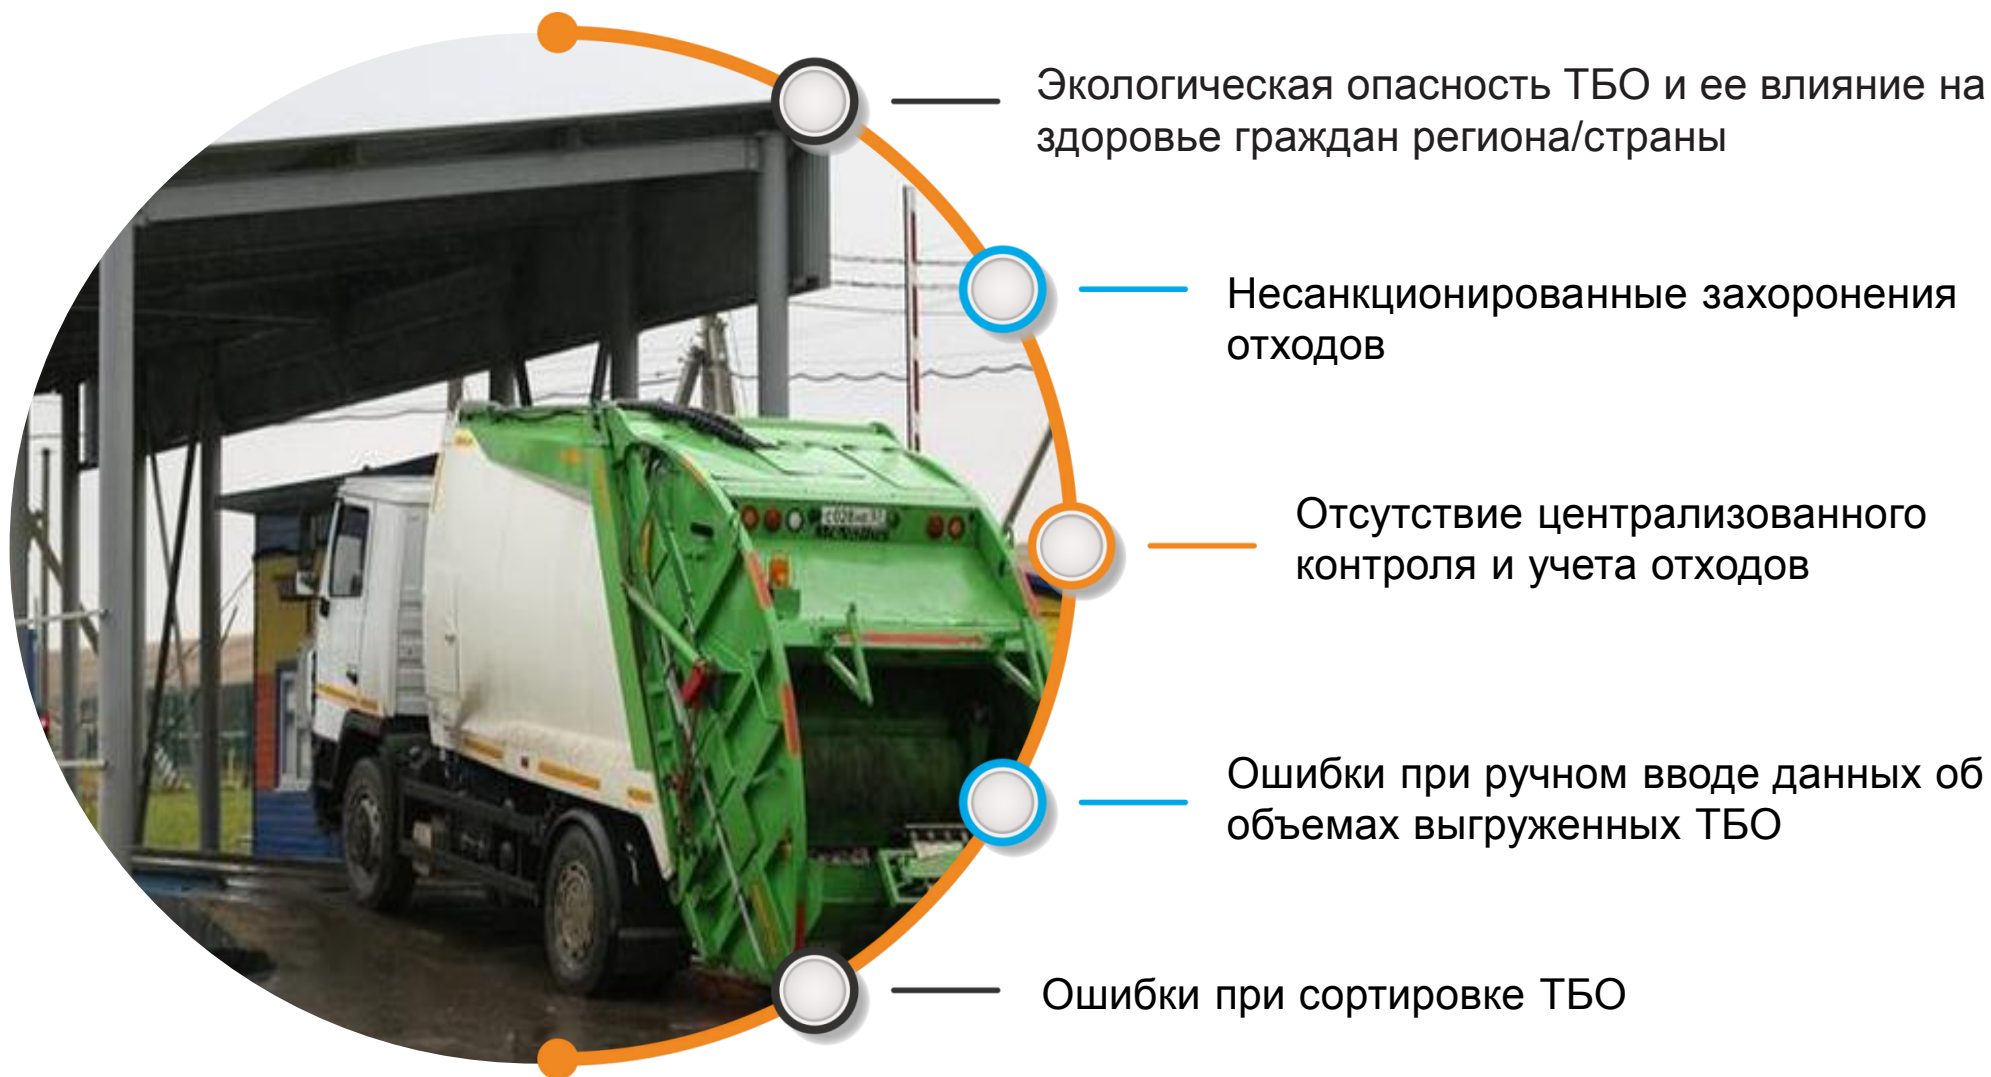 Экологическая опасность ТБО и ее влияние на
здоровье граждан региона/страны
Несанкционированные захоронения
отходов
Отсутствие централизованного
контроля и учета отходов
Ошибки при ручном вводе данных об
объемах выгруженных ТБО
Ошибки при сортировке ТБО